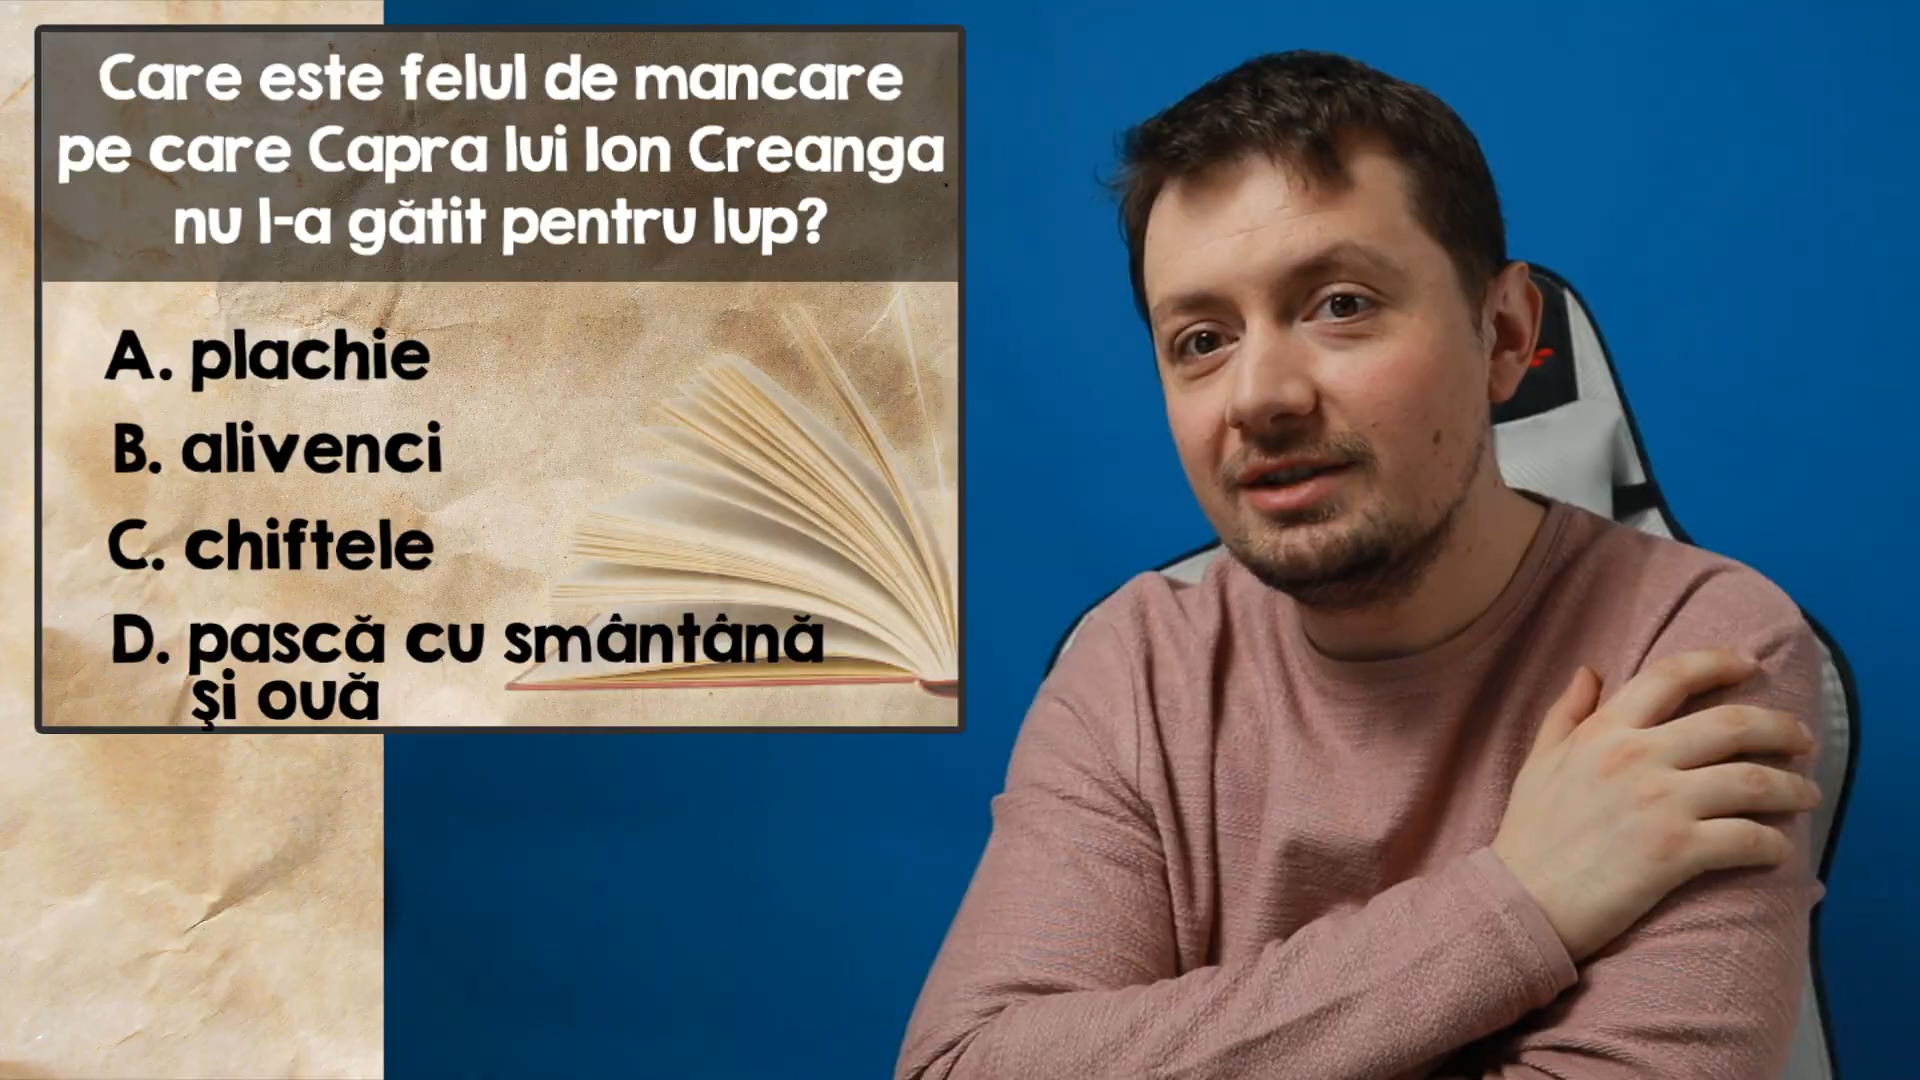 Care este felul de mancare
pe care Capra lui Ion Creanga
nu l-a gătit pentru lup?
A. plachie
B. alivenci
C. chiftele
D. pască cu smântână
şi ouă